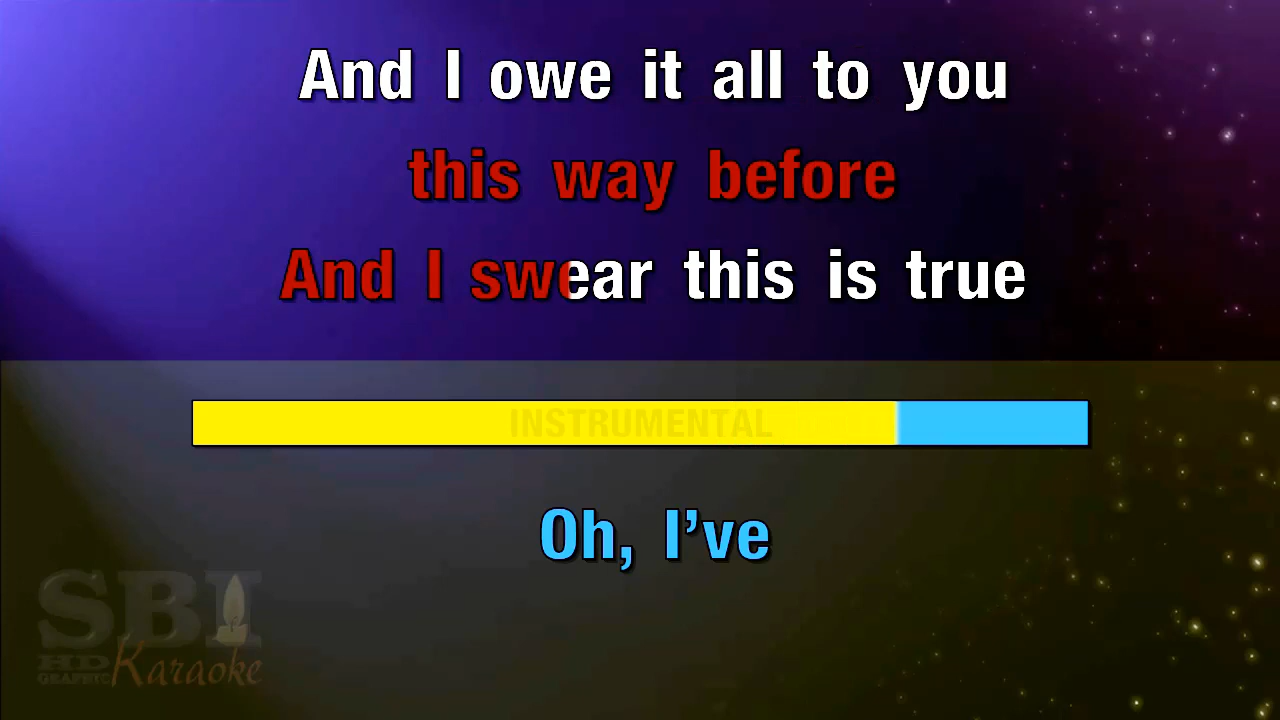 And I owe it all to you
this way before
And I swear this is true
INSTRUMENTAL
Oh, I’ve
SBI
HD
GRAPHIC
Karaoke